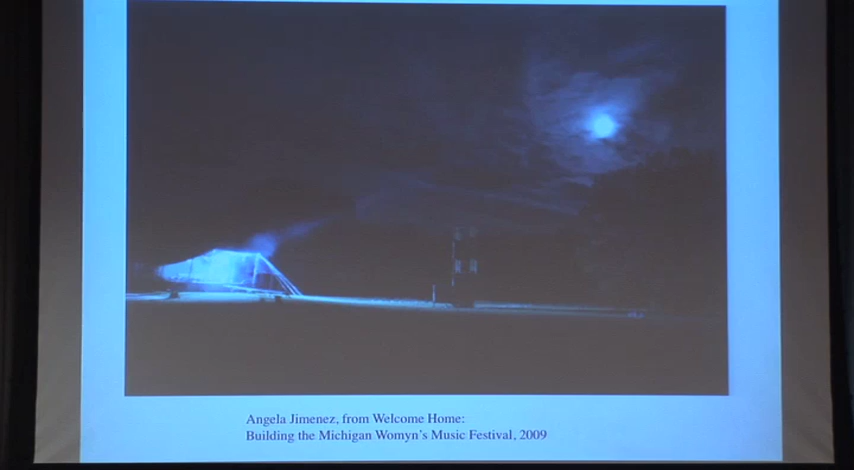 Angela Jimenez, from Welcome Home:
Building the Michigan Womyn's Music Festival, 2009